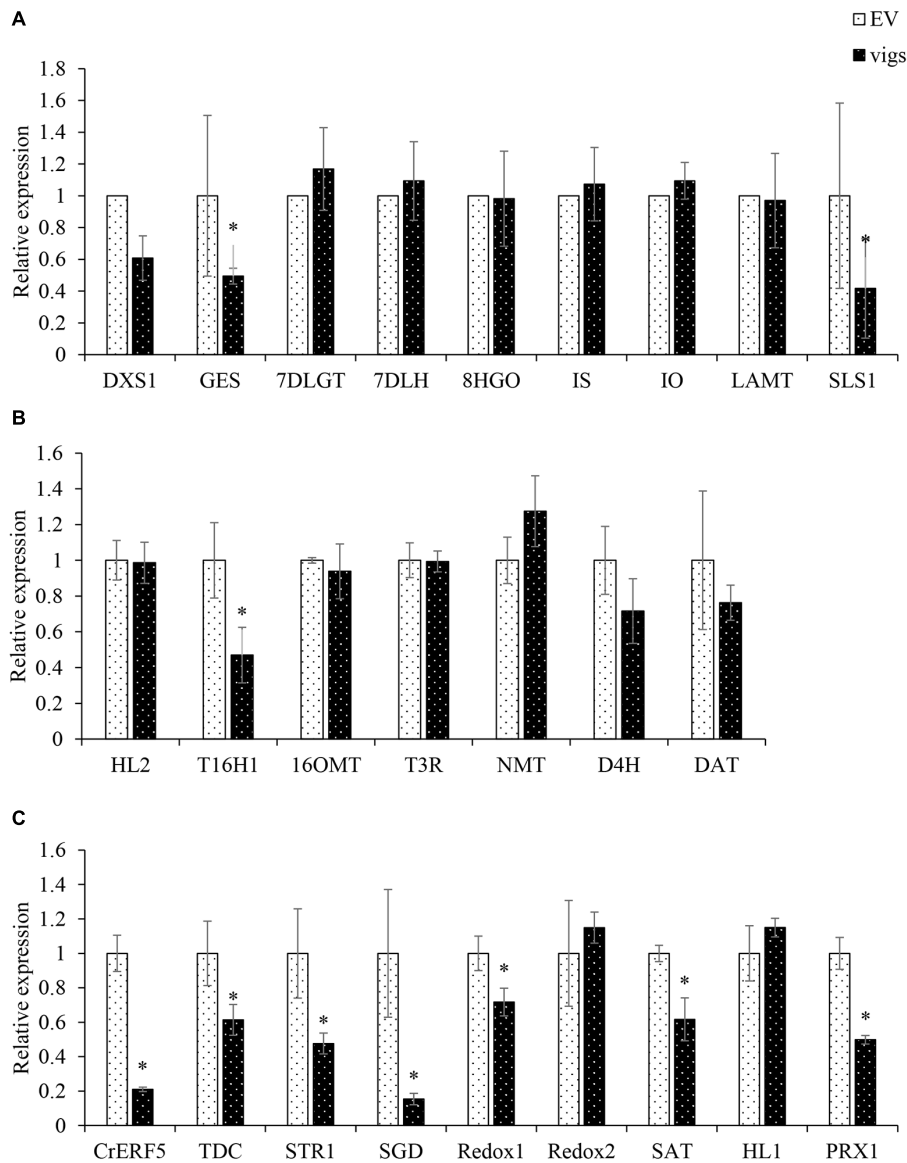 A
EV
vigs
Relative expression
1.8
1.6
1.4
1.2
1
0.8
0.6
0.4
0.2
0
* *
DXS1 GES 7DLGT 7DLH 8HGO IS IO LAMT SLS1
B
Relative expression
1.6
1.4
1.2
1
0.8
0.6
0.4
0.2
0
*
HL2 T16H1 16OMT T3R NMT D4H DAT
C
Relative expression
1.6
1.4
1.2
1
0.8
0.6
0.4
0.2
0
* * * * * * *
CrERF5 TDC STR1 SGD Redox1 Redox2 SAT HL1 PRX1